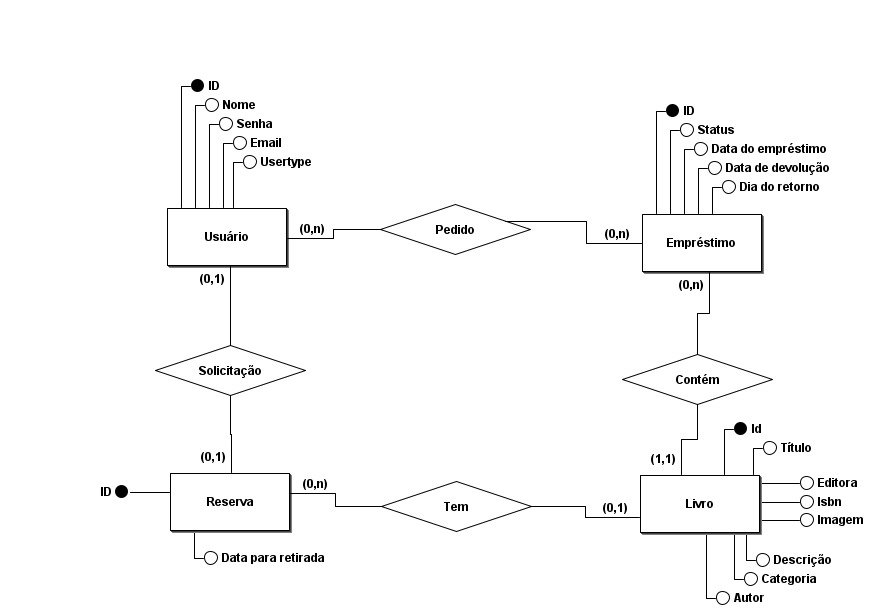 ID
Nome
Senha
Email
Usertype
ID
Status
Data do empréstimo
Data de devolução
Dia do retorno
Usuário
(0,n)
Pedido
(0,n)
Empréstimo
(0,1)
(0,n)
Solicitação
Contém
(0,1)
(1,1)
Id
Título
ID
Reserva
(0,n)
Tem
(0,1)
Livro
Editora
Isbn
Imagem
Data para retirada
Descrição
Categoria
Autor